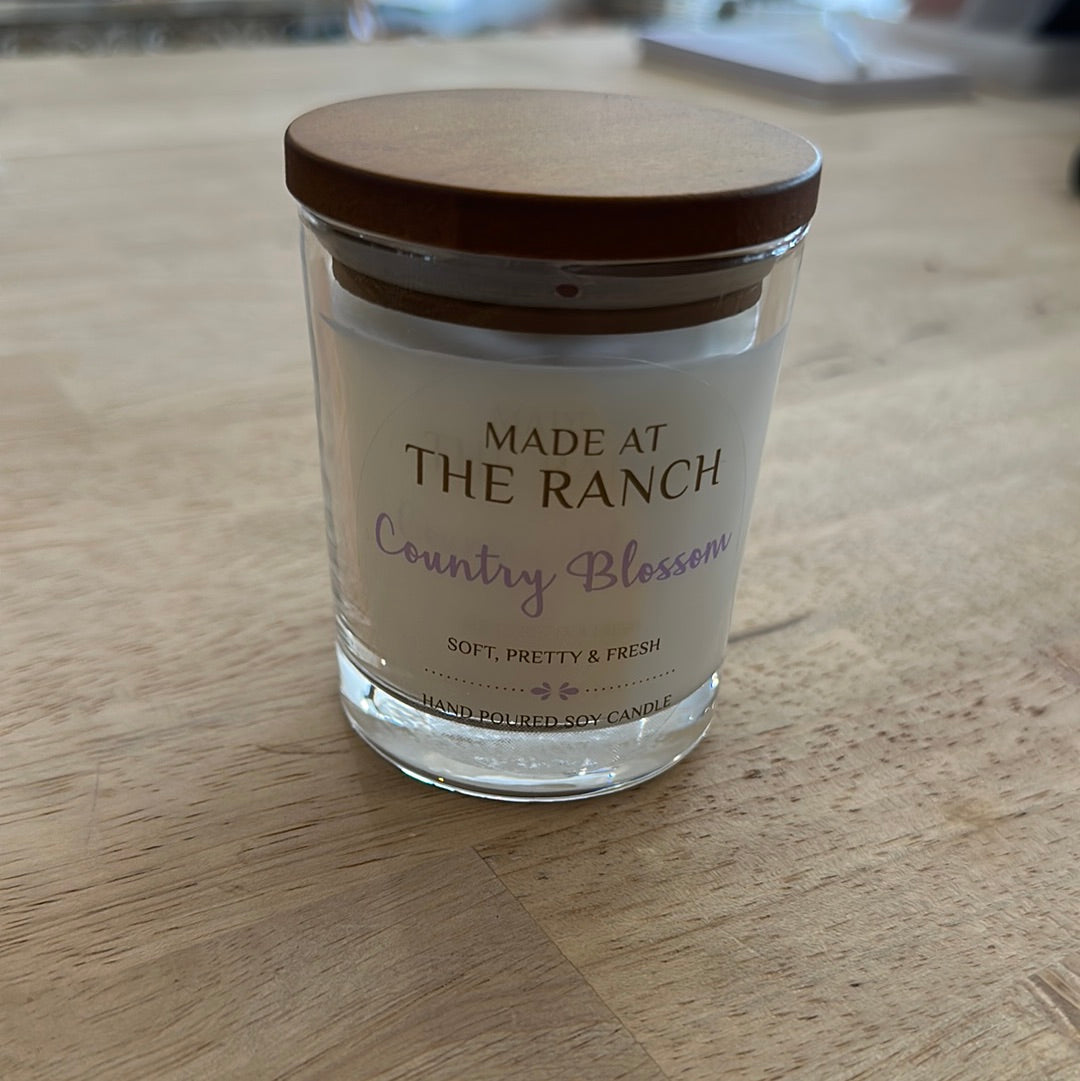 MADE AT
THE RANCH
Country Blossom
SOFT, PRETTY & FRESH
HAND POURED SOY CANDLE